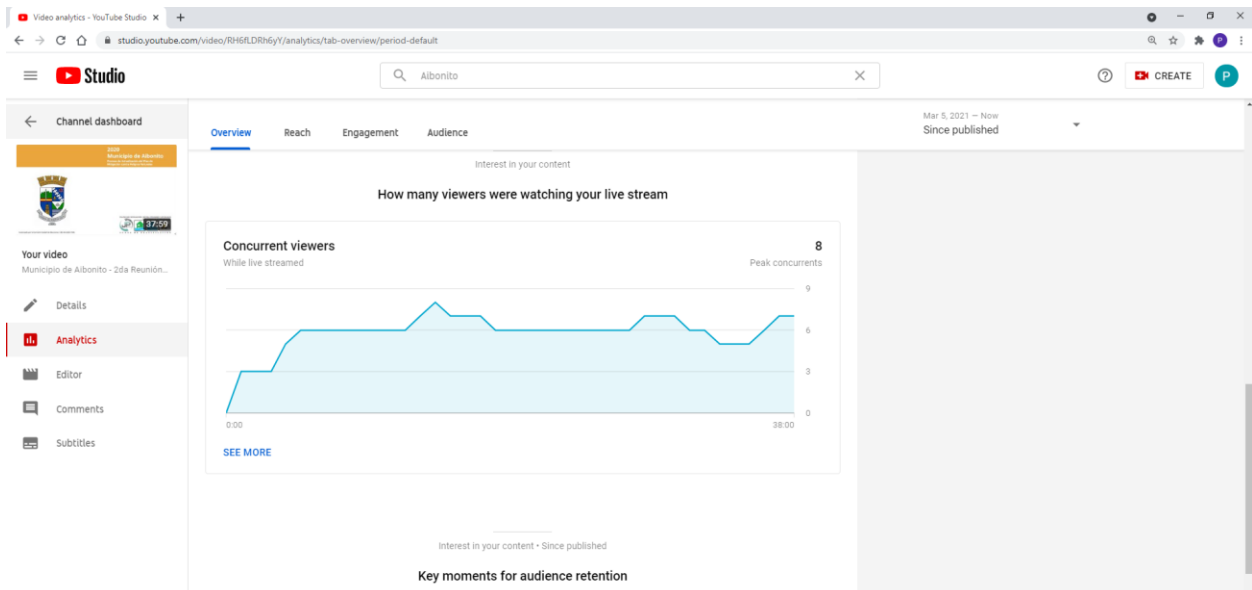 Video analytics - YouTube Studio
studio.youtube.com/video/RH6fLDRh6yY/analytics/tab-overview/period-default
P
Studio
Aibonito
CREATE
P
Channel dashboard
2020
Municipio de Aibonito
37:59
Your video
Municipio de Aibonito - 2da Reunión...
Details
Analytics
Editor
Comments
Subtitles
Overview
Reach
Engagement
Audience
Mar 5, 2021 – Now
Since published
Interest in your content
How many viewers were watching your live stream
Concurrent viewers
8
While live streamed
Peak concurrents
9
6
3
0
0:00
38:00
SEE MORE
Interest in your content • Since published
Key moments for audience retention